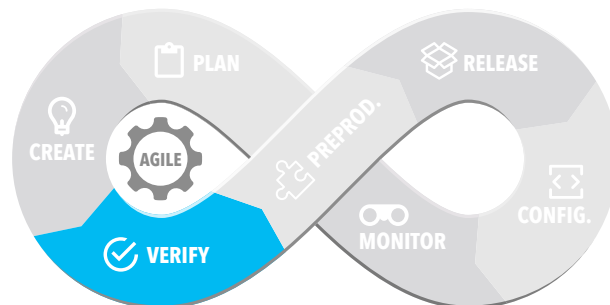 PLAN
RELEASE
CREATE
AGILE
PREPROD.
CONFIG.
VERIFY
MONITOR